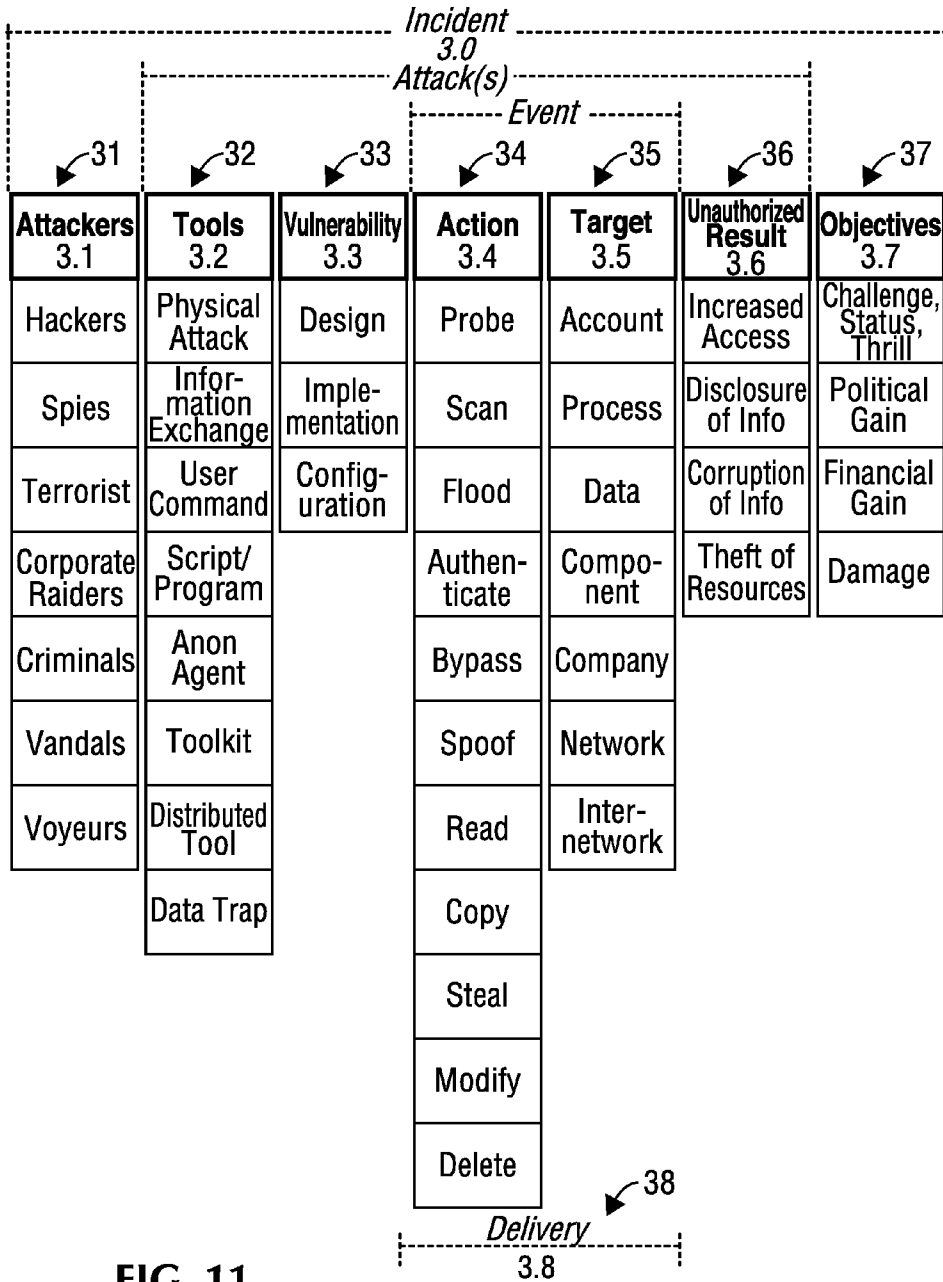 Incident
3.0
Attack(s)
Event
31
32
33
34
35
36
37
Attackers
3.1
Hackers
Spies
Terrorist
Corporate
Raiders
Criminals
Vandals
Voyeurs
Tools
3.2
Physical
Attack
Infor-
mation
Exchange
User
Command
Script/
Program
Anon
Agent
Toolkit
Distributed
Tool
Data Trap
Vulnerability
3.3
Design
Imple-
mentation
Config-
uration
Action
3.4
Probe
Scan
Flood
Authen-
ticate
Bypass
Spoof
Read
Copy
Steal
Modify
Delete
Target
3.5
Account
Process
Data
Compo-
nent
Company
Network
Inter-
network
Unauthorized
Result
3.6
Increased
Access
Disclosure
of Info
Corruption
of Info
Theft of
Resources
Objectives
3.7
Challenge,
Status,
Thrill
Political
Gain
Financial
Gain
Damage
38
Delivery
3.8
FIG. 11